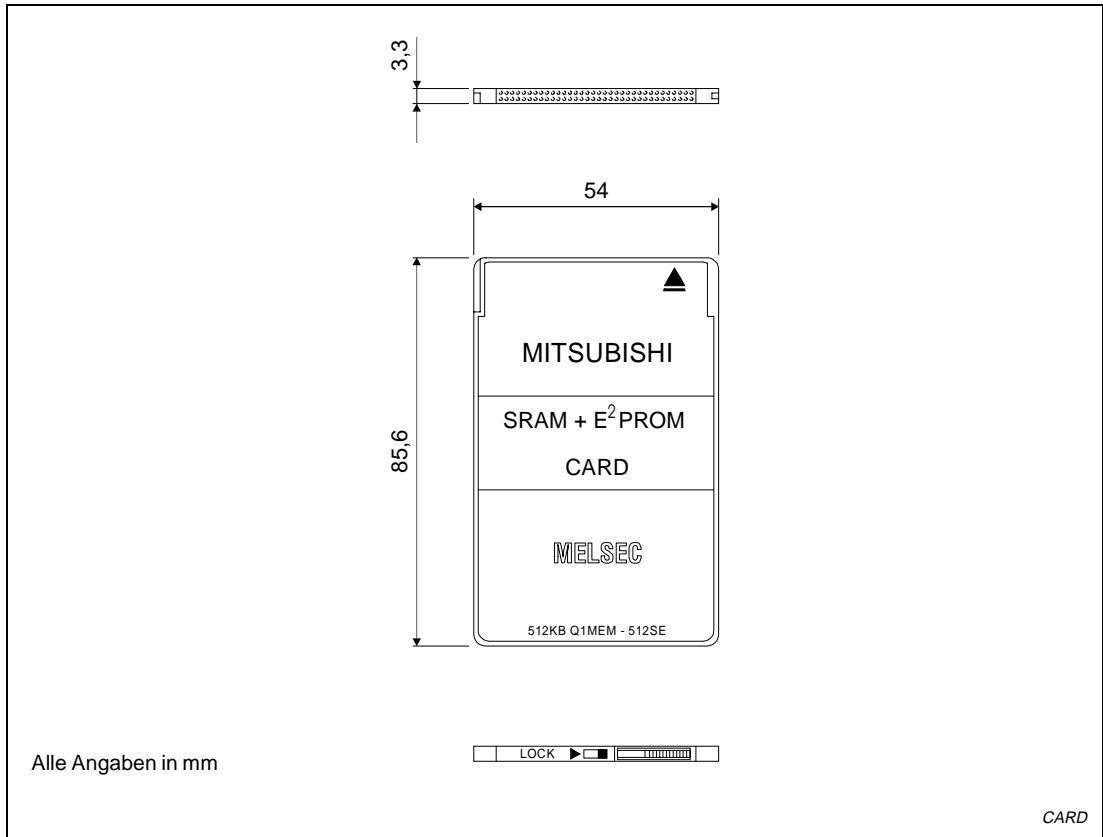 3,3
54
85,6
MITSUBISHI
SRAM + E²PROM
CARD
MELSEC
512KB Q1MEM - 512SE
LOCK
Alle Angaben in mm
CARD